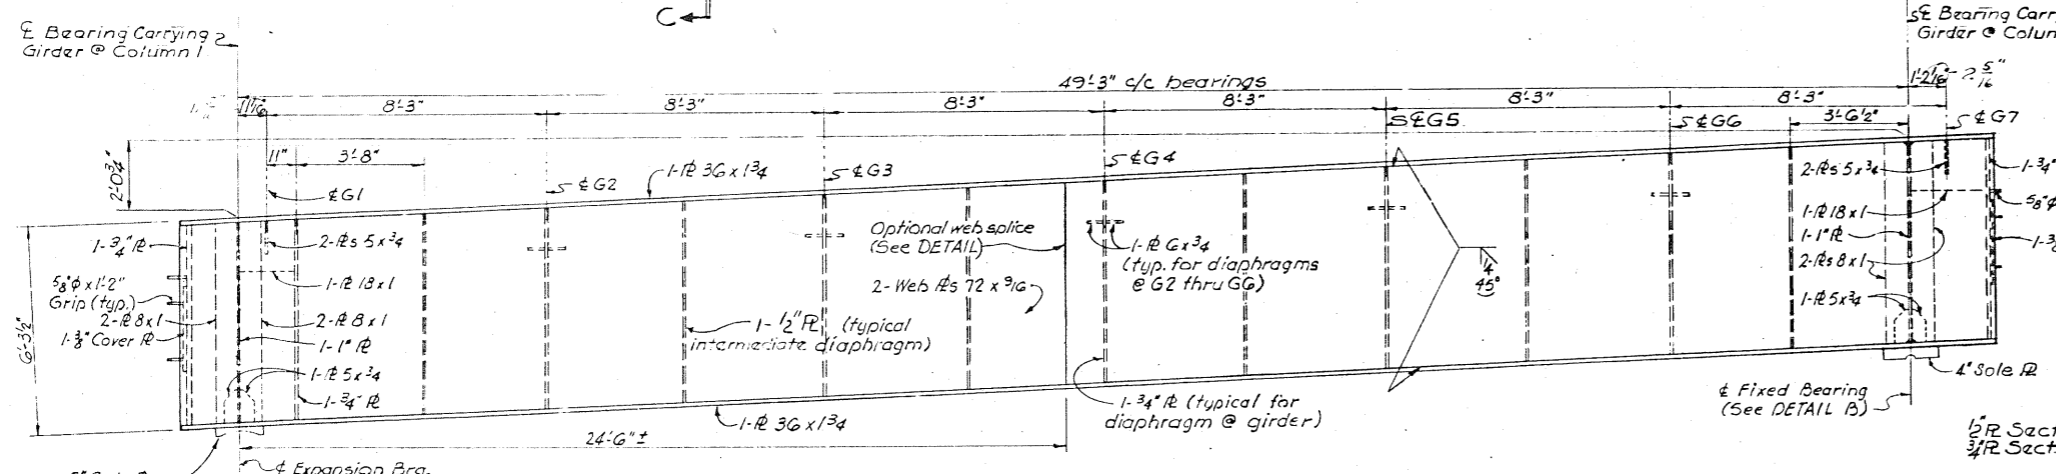 C
℄ Bearing Carrying
Girder @ Column 1
℄ Bearing Carry
Girder @ Colum
49'-3" c/c bearings
8'-3"
8'-3"
8'-3"
8'-3"
8'-3"
8'-3"
2 5/16"
3'-6 1/2"
11"
3'-8"
2'-0 3/4"
℄ G1
℄ G2
1-℄ 36 x 1 3/4
℄ G3
℄ G4
℄ G5
℄ G6
℄ G7
1-3/4" ℄
2-℄s 5 x 3/4
5/8"φ x 1'-2"
Grip (typ.)
1-℄ 18 x 1
2-℄ 8 x 1
2-℄ 8 x 1
1-3/8" Cover ℄
1-1" ℄
1-℄ 5 x 3/4
1-3/4" ℄
6'-3 1/2"
1-1/2" ℄ (typical
intermediate diaphragm)
Optional web splice
(See DETAIL)
2-Web ℄s 72 x 9/16
1-℄ 6 x 3/4
(typ. for diaphragms
@ G2 thru G6)
1/4
45°
2-℄s 5 x 3/4
1-℄ 18 x 1
1-1" ℄
2-℄s 8 x 1
1-℄ 5 x 3/4
1-3/4"
5/8"φ
4" Sole ℄
℄ Fixed Bearing
(See DETAIL B)
1-3/4" ℄ (typical for
diaphragm @ girder)
1-℄ 36 x 1 3/4
24'-6" ±
℄ Expansion Brg.
1/2" ℄ Sect
3/4" ℄ Sect